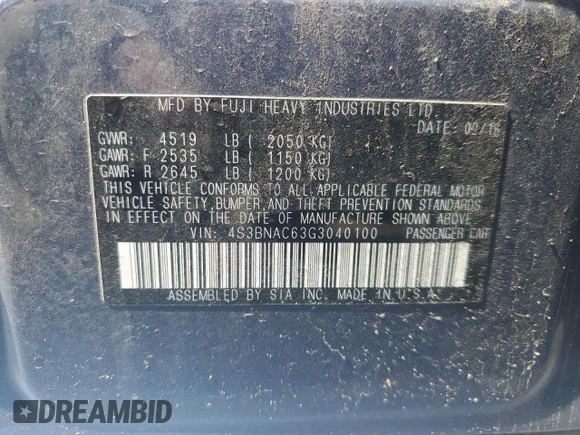 MFD BY FUJI HEAVY INDUSTRIES LTD.
DATE: 02/16
GVWR: 4519 LB ( 2050 KG)
GAWR: F 2535 LB ( 1150 KG)
GAWR: R 2645 LB ( 1200 KG)
THIS VEHICLE CONFORMS TO ALL APPLICABLE FEDERAL MOTOR
VEHICLE SAFETY, BUMPER, AND THEFT PREVENTION STANDARDS
IN EFFECT ON THE DATE OF MANUFACTURE SHOWN ABOVE
VIN: 4S3BNAC63G3040100 PASSENGER CAR
ASSEMBLED BY SIA INC. MADE IN U.S.A.
DREAMBID